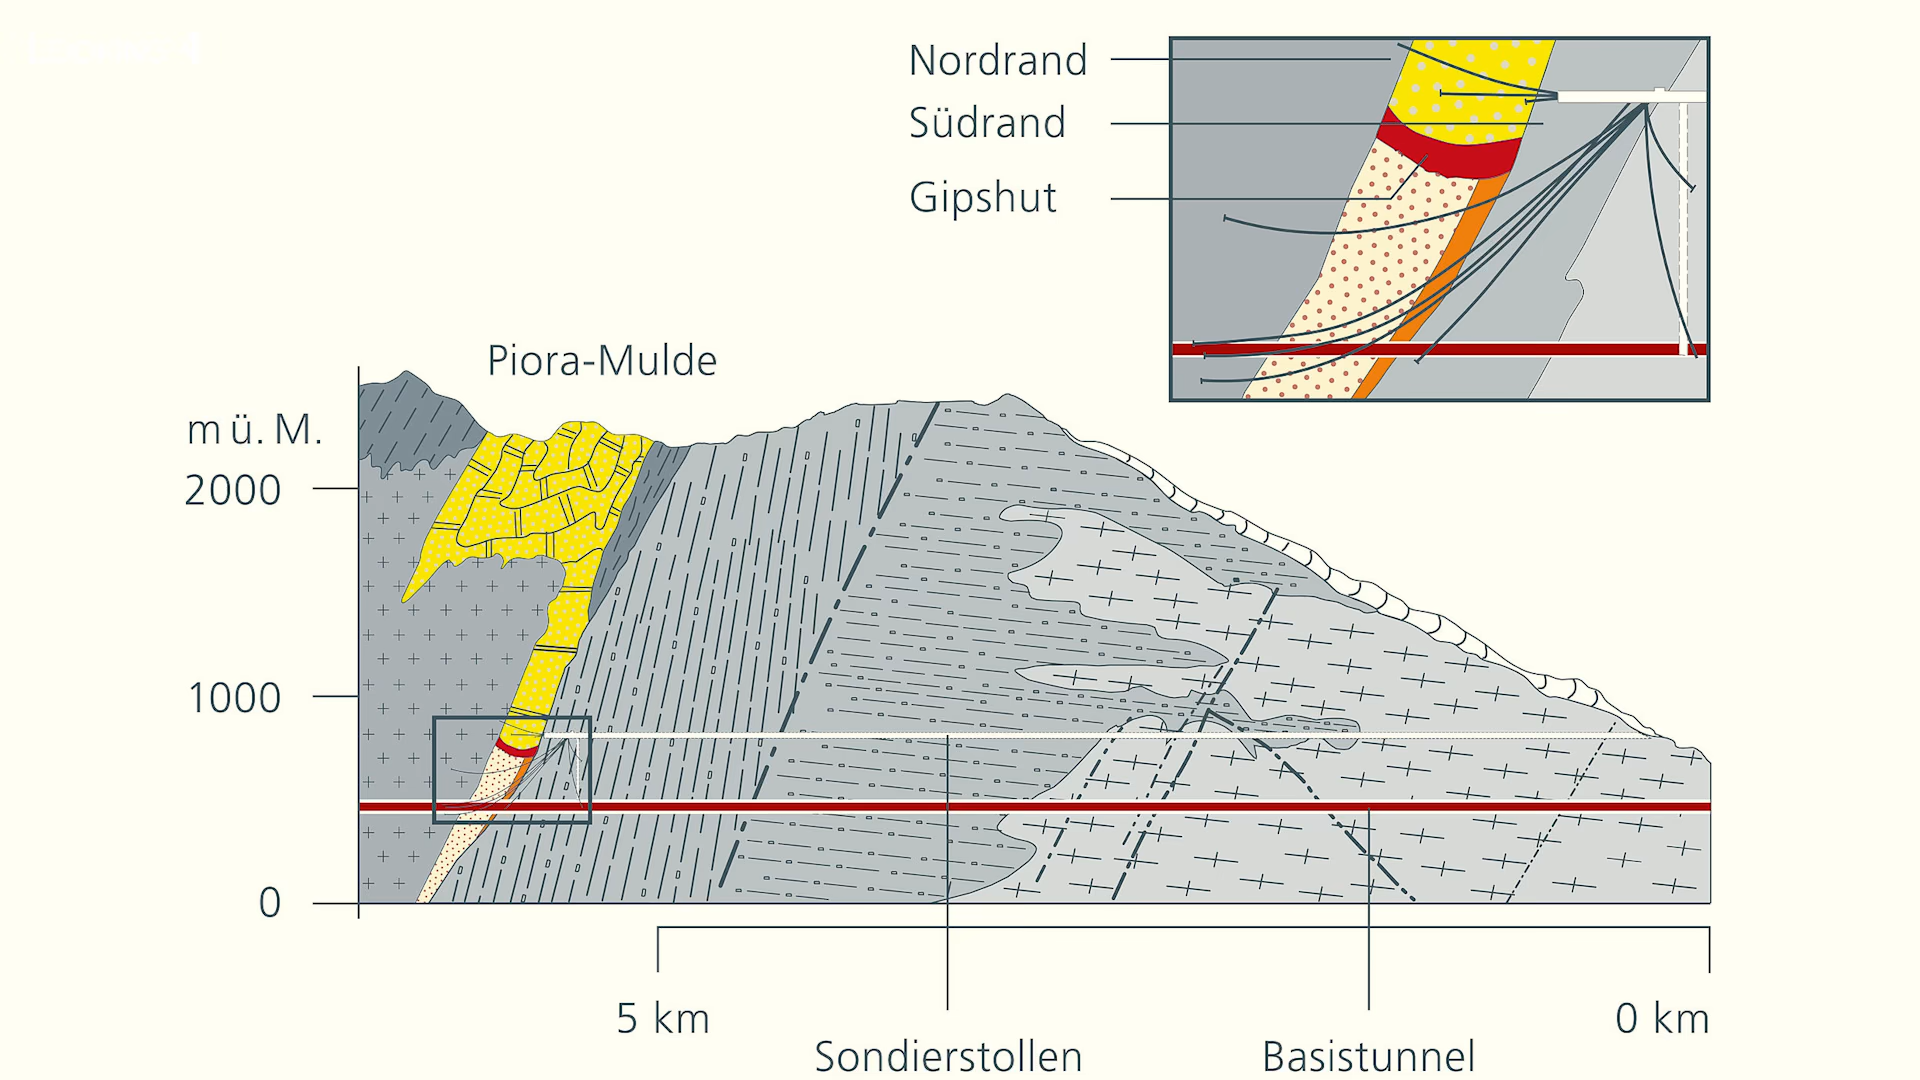 Nordrand
Südrand
Gipshut
Piora-Mulde
m ü. M.
2000
1000
0
5 km
0 km
Sondierstollen
Basistunnel